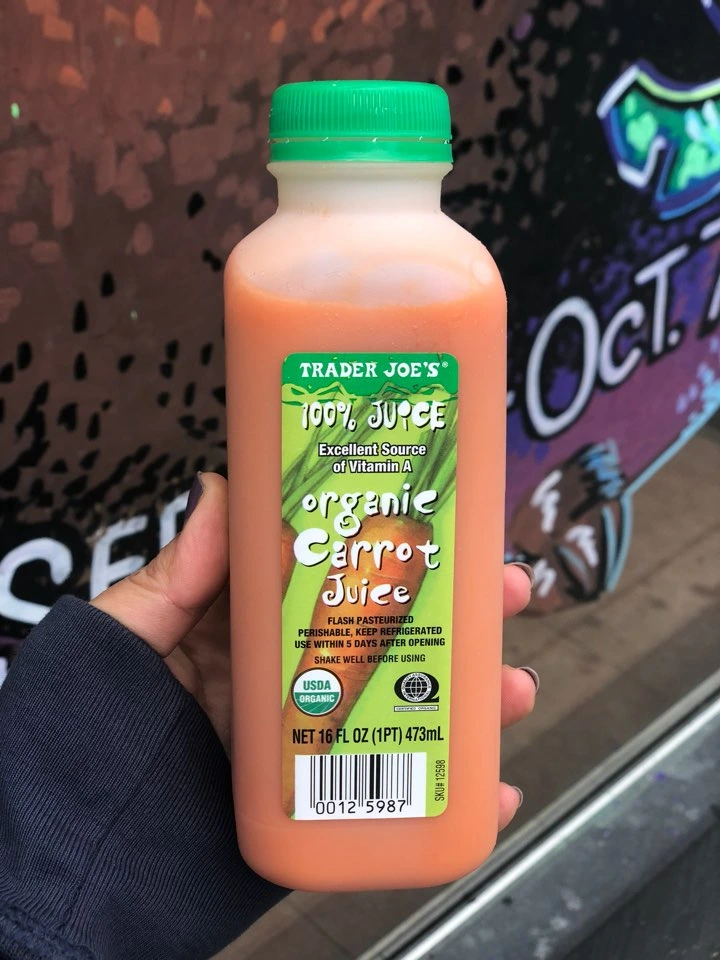 TRADER JOE'S®
100% JUICE
Excellent Source
of Vitamin A
organic
Carrot
Juice
FLASH PASTEURIZED
PERISHABLE, KEEP REFRIGERATED
USE WITHIN 5 DAYS AFTER OPENING
SHAKE WELL BEFORE USING
USDA
ORGANIC
NET 16 FL OZ (1PT) 473mL
0012 5987
SKU# 12598
OCT.
SE